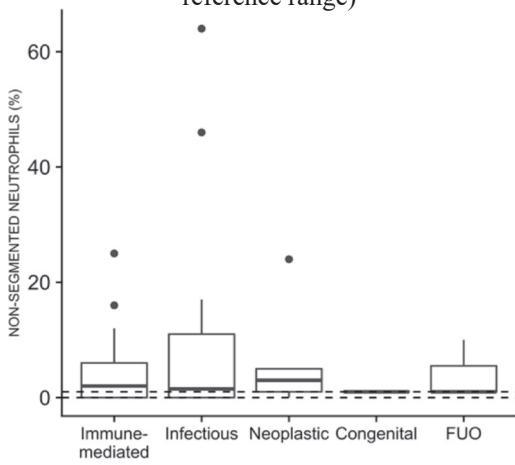 reference range)
NON-SEGMENTED NEUTROPHILS (%)
60
40
20
0
Immune-
mediated
Infectious
Neoplastic
Congenital
FUO